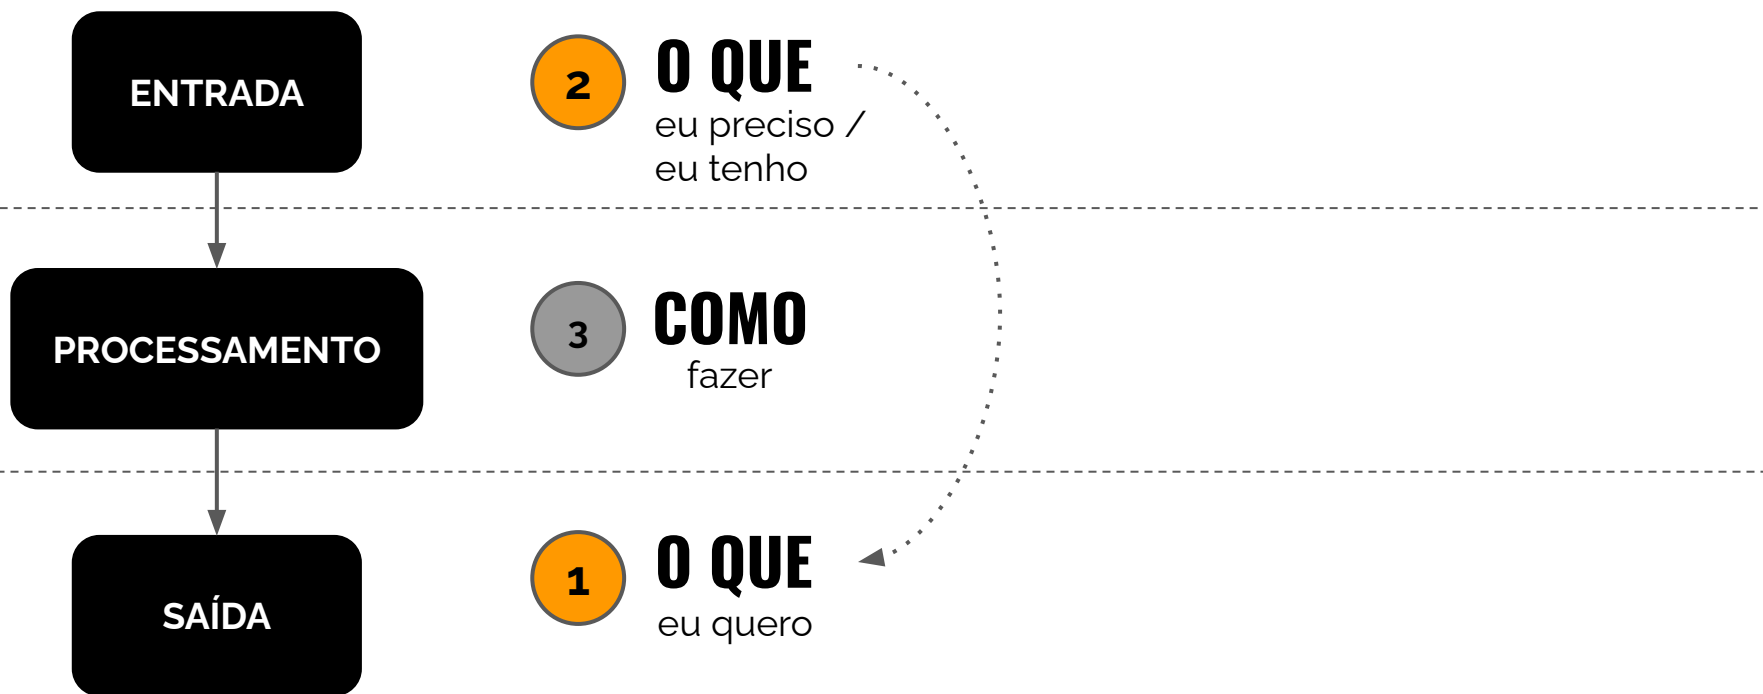 ENTRADA
2
O QUE
eu preciso /
eu tenho
PROCESSAMENTO
3
COMO
fazer
SAÍDA
1
O QUE
eu quero